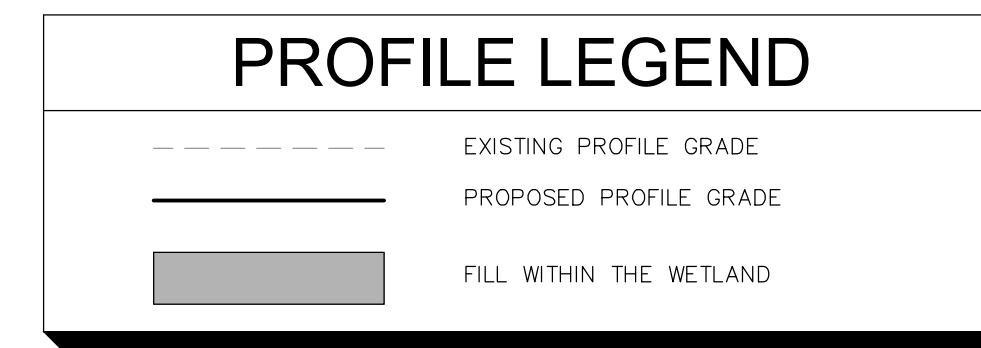 PROFILE LEGEND
EXISTING PROFILE GRADE
PROPOSED PROFILE GRADE
FILL WITHIN THE WETLAND